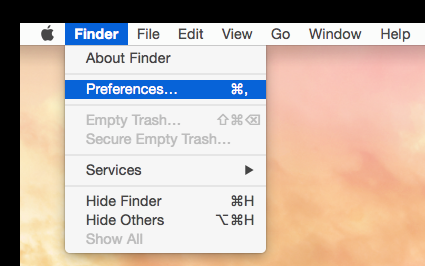 Finder File Edit View Go Window Help
About Finder
Preferences... ⌘,
Empty Trash... ⇧⌘⌫
Secure Empty Trash...
Services ▶
Hide Finder ⌘H
Hide Others ⌥⌘H
Show All